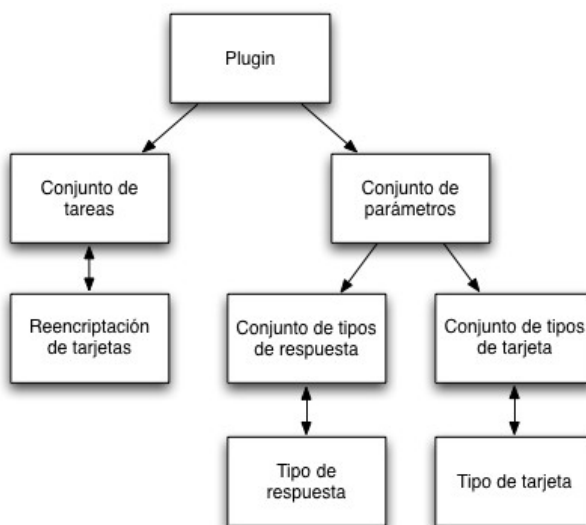 Plugin
Conjunto de
tareas
Conjunto de
parámetros
Reencriptación
de tarjetas
Conjunto de tipos
de respuesta
Conjunto de tipos
de tarjeta
Tipo de
respuesta
Tipo de tarjeta